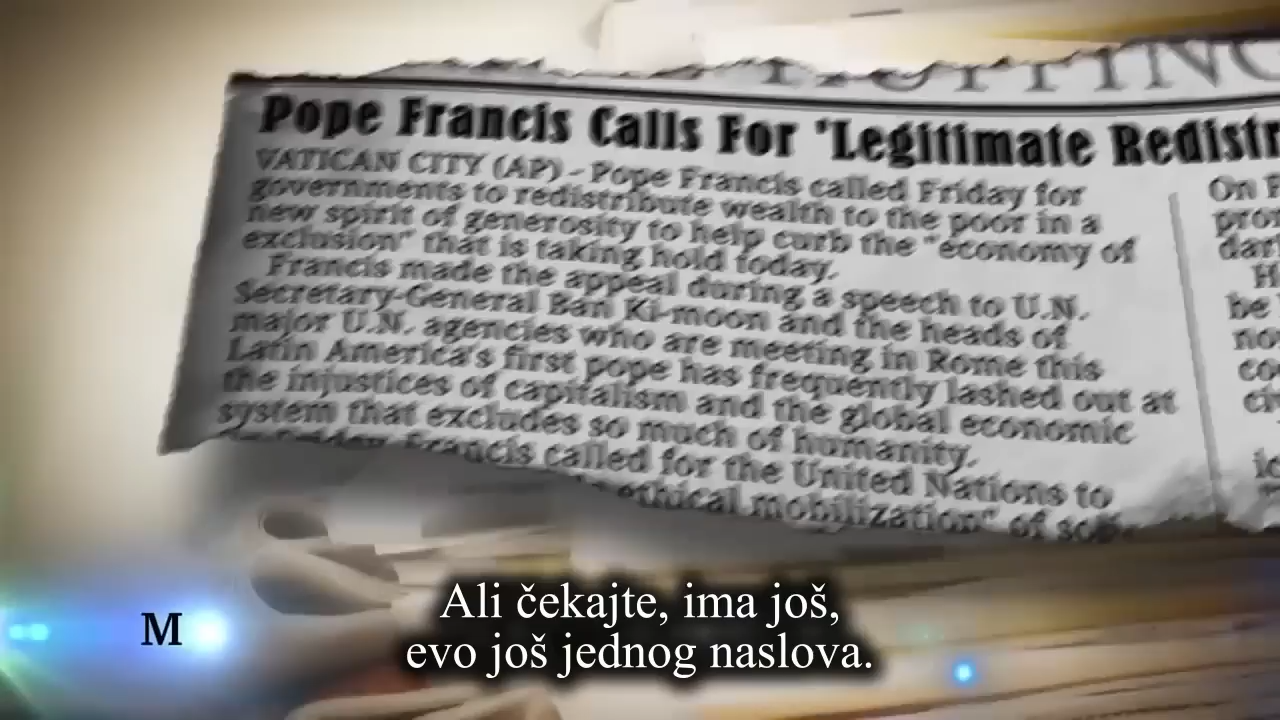 Pope Francis Calls For 'Legitimate
VATICAN CITY (AP) - Pope Francis called Friday for
governments to redistribute wealth to the poor in a
new spirit of generosity to help curb the "economy of
exclusion" that is taking hold today.
Francis made the appeal during a speech to U.N.
Secretary-General Ban Ki-moon and the heads of
major U.N. agencies who are meeting in Rome this
Latin America's first pope has frequently lashed out at
the injustices of capitalism and the global economic
system that excludes so much of humanity.
Francis called for the United Nations to
ethical mobilization" of
On
be
M
Ali čekajte, ima još,
evo još jednog naslova.